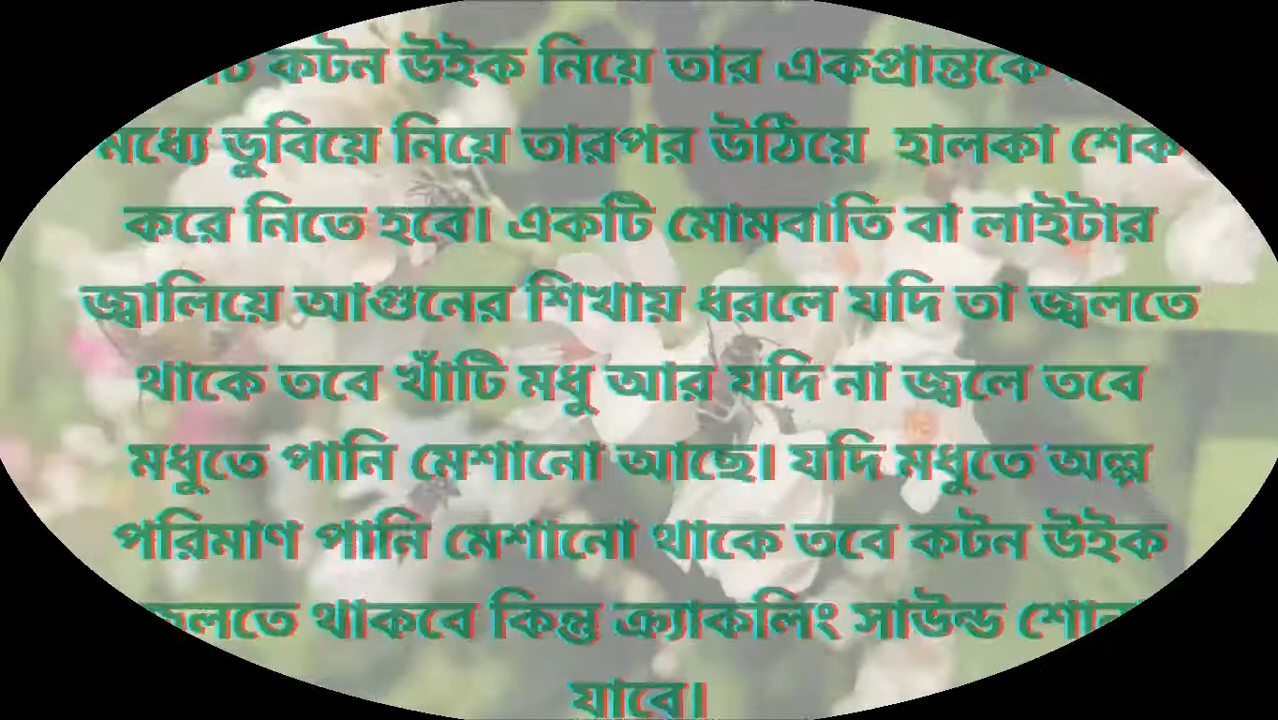 কটন উইক নিয়ে তার একপ্রান্তকে
মধ্যে ডুবিয়ে নিয়ে তারপর উঠিয়ে হালকা শেক
করে নিতে হবে। একটি মোমবাতি বা লাইটার
জ্বালিয়ে আগুনের শিখায় ধরলে যদি তা জ্বলতে
থাকে তবে খাঁটি মধু আর যদি না জ্বলে তবে
মধুতে পানি মেশানো আছে। যদি মধুতে অল্প
পরিমাণ পানি মেশানো থাকে তবে কটন উইক
থাকবে কিন্তু ক্র্যাকলিং সাউন্ড
যাবে।